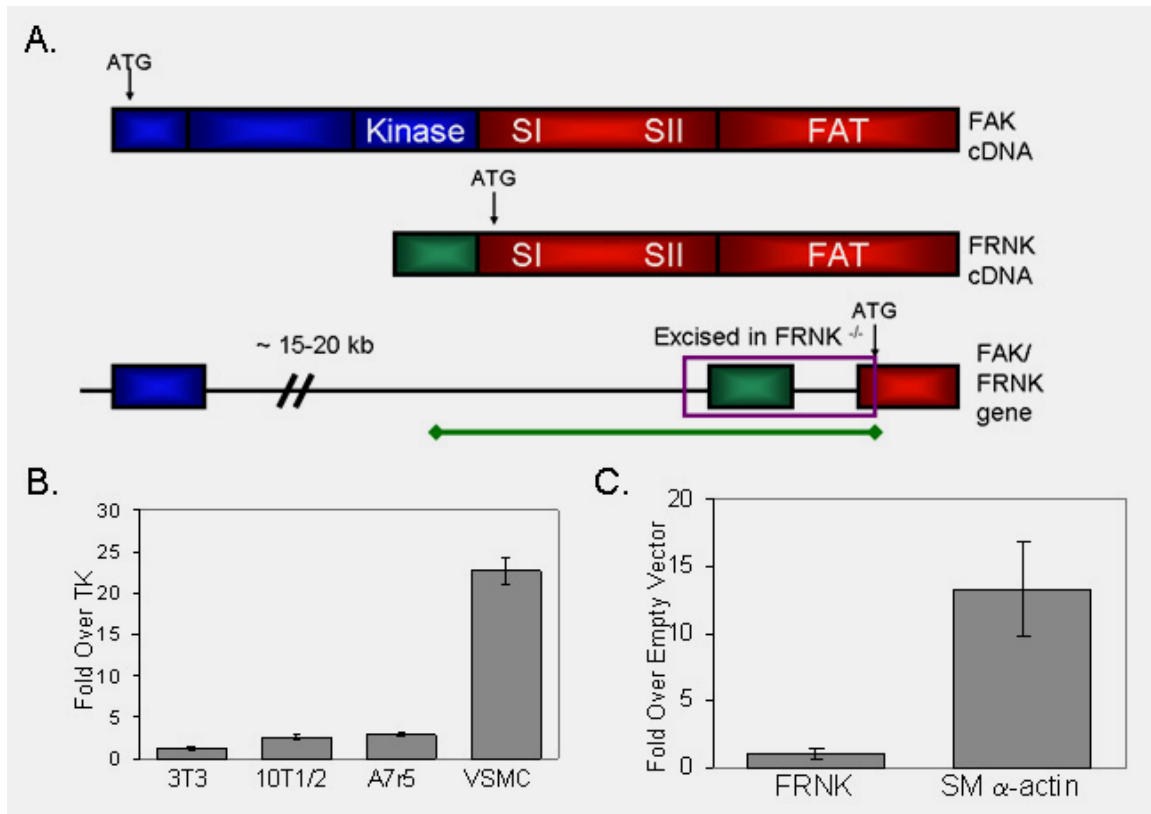 A.
ATG
Kinase SI SII FAT FAK
cDNA
ATG
SI SII FAT FRNK
cDNA
ATG
~ 15-20 kb
Excised in FRNK -/-
FAK/
FRNK
gene
B.
Fold Over TK
30
25
20
15
10
5
0
3T3 10T1/2 A7r5 VSMC
C.
Fold Over Empty Vector
20
15
10
5
0
FRNK SM α-actin